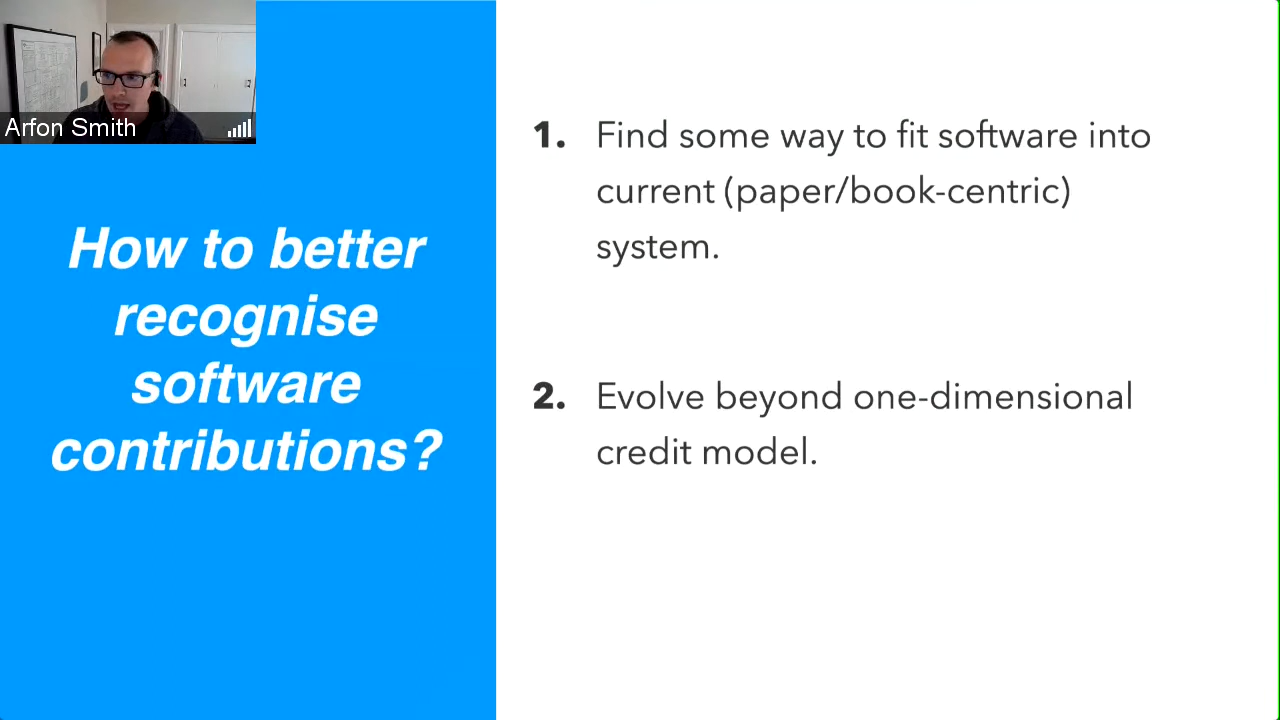 Arfon Smith
How to better
recognise
software
contributions?
1. Find some way to fit software into
current (paper/book-centric)
system.
2. Evolve beyond one-dimensional
credit model.